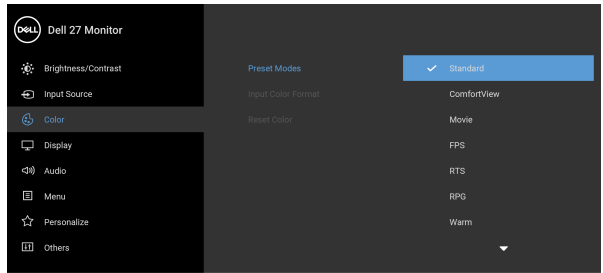 DELL Dell 27 Monitor
Brightness/Contrast
Input Source
Color
Display
Audio
Menu
Personalize
Others
Preset Modes
Input Color Format
Reset Color
Standard
ComfortView
Movie
FPS
RTS
RPG
Warm